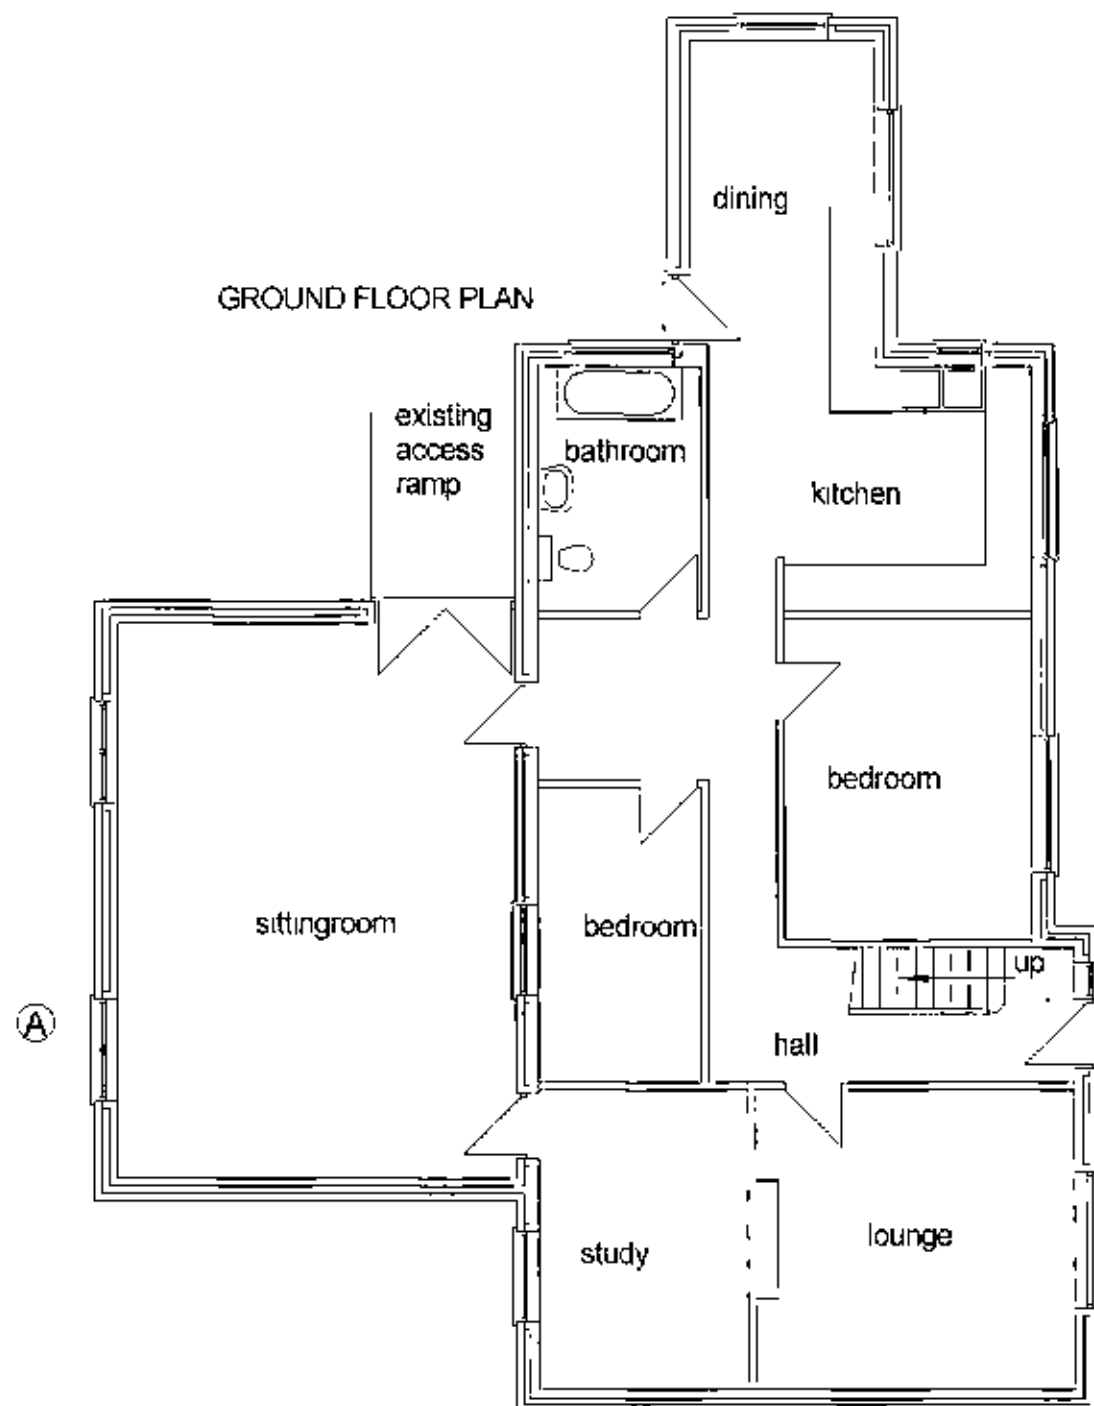 dining
GROUND FLOOR PLAN
existing
access
ramp
bathroom
kitchen
bedroom
sittingroom
bedroom
up
A
hall
lounge
study